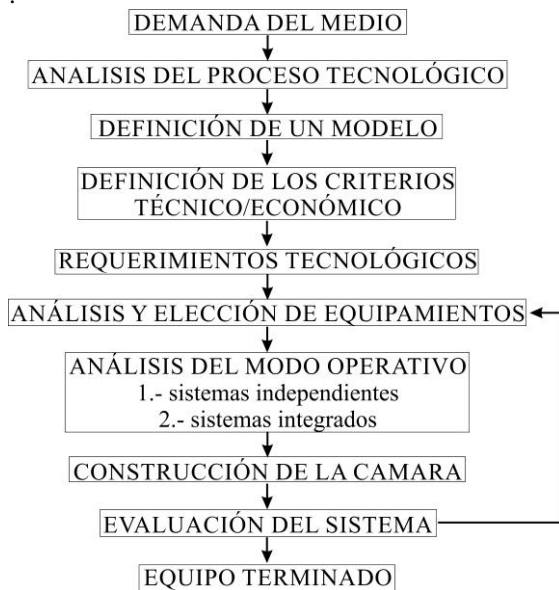 DEMANDA DEL MEDIO
ANALISIS DEL PROCESO TECNOLÓGICO
DEFINICIÓN DE UN MODELO
DEFINICIÓN DE LOS CRITERIOS
TÉCNICO/ECONÓMICO
REQUERIMIENTOS TECNOLÓGICOS
ANÁLISIS Y ELECCIÓN DE EQUIPAMIENTOS
ANÁLISIS DEL MODO OPERATIVO
1.- sistemas independientes
2.- sistemas integrados
CONSTRUCCIÓN DE LA CAMARA
EVALUACIÓN DEL SISTEMA
EQUIPO TERMINADO